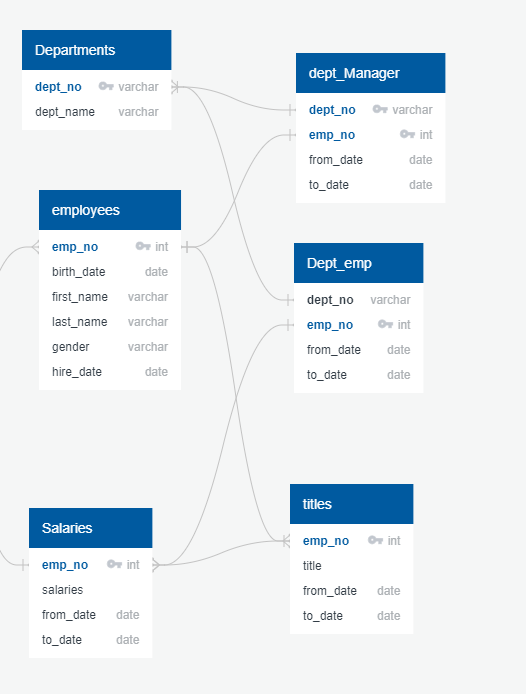 Departments
dept_no varchar
dept_name varchar
dept_Manager
dept_no varchar
emp_no int
from_date date
to_date date
employees
emp_no int
birth_date date
first_name varchar
last_name varchar
gender varchar
hire_date date
Dept_emp
dept_no varchar
emp_no int
from_date date
to_date date
Salaries
emp_no int
salaries
from_date date
to_date date
titles
emp_no int
title
from_date date
to_date date